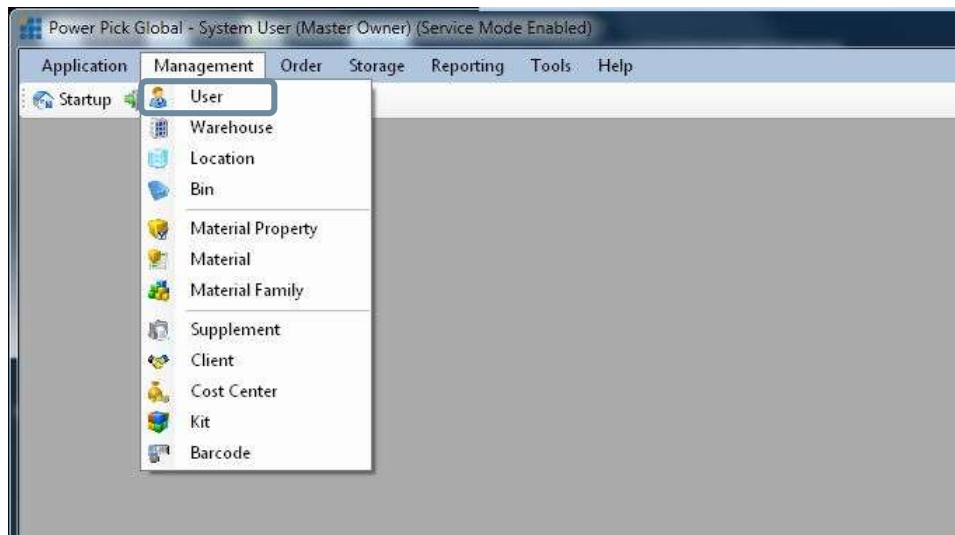 Power Pick Global - System User (Master Owner) (Service Mode Enabled)
Application Management Order Storage Reporting Tools Help
Startup
User
Warehouse
Location
Bin
Material Property
Material
Material Family
Supplement
Client
Cost Center
Kit
Barcode